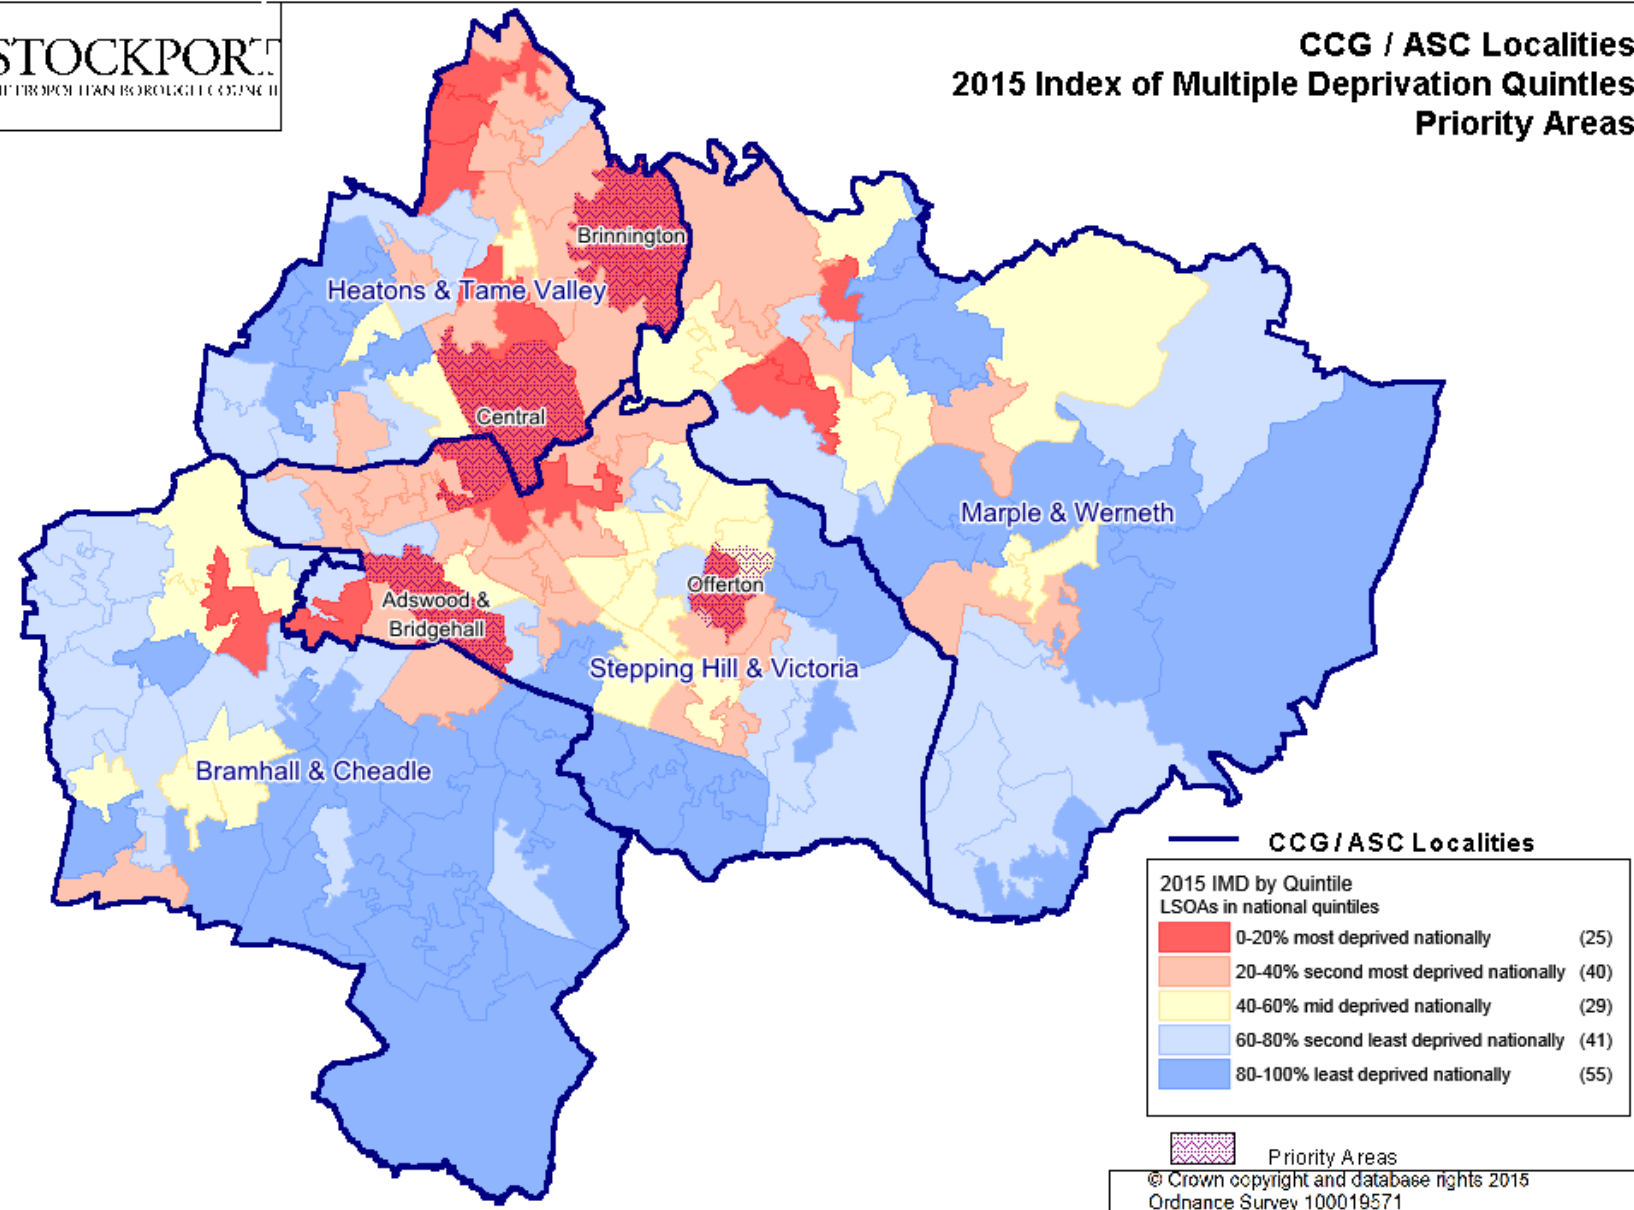 STOCKPORT
METROPOLITAN BOROUGH COUNCIL
CCG / ASC Localities
2015 Index of Multiple Deprivation Quintles
Priority Areas
Brinnington
Heatons & Tame Valley
Central
Marple & Werneth
Offerton
Adswood &
Bridgehall
Stepping Hill & Victoria
Bramhall & Cheadle
CCG / ASC Localities
2015 IMD by Quintile
LSOAs in national quintiles
0-20% most deprived nationally (25)
20-40% second most deprived nationally (40)
40-60% mid deprived nationally (29)
60-80% second least deprived nationally (41)
80-100% least deprived nationally (55)
Priority Areas
© Crown copyright and database rights 2015
Ordnance Survey 100019571